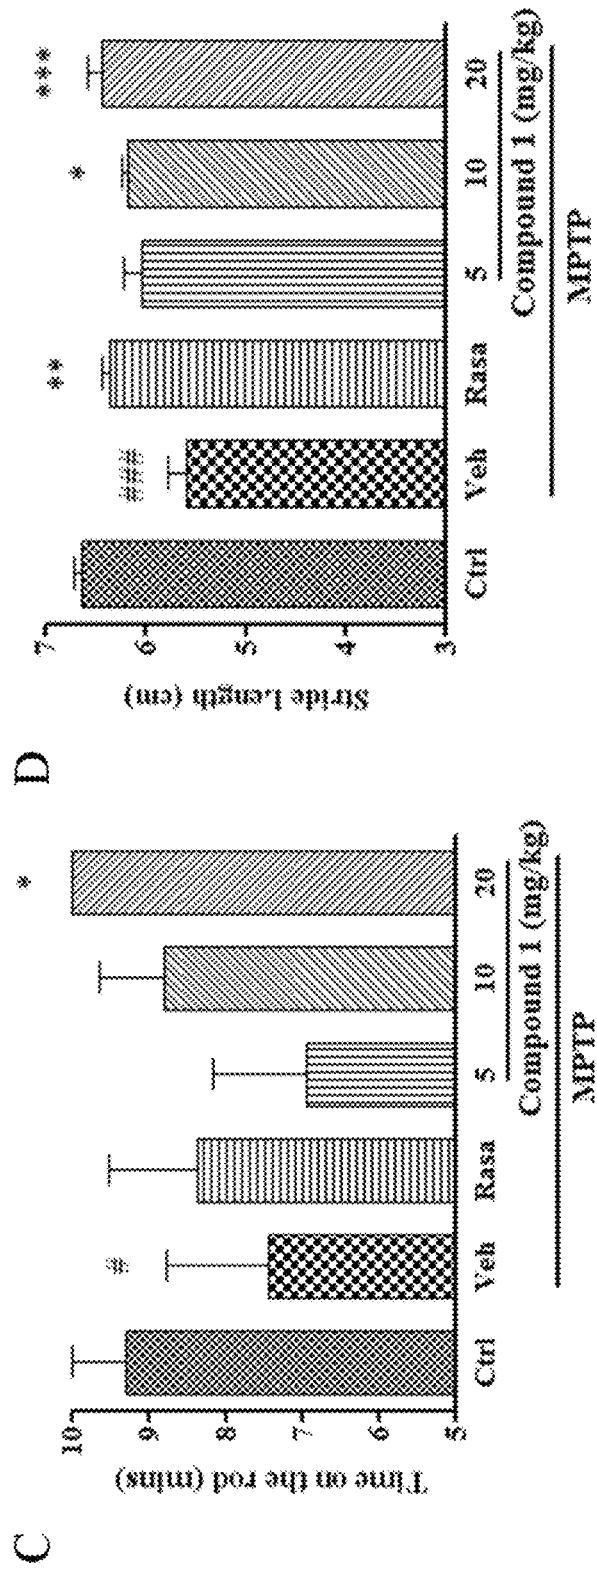 C
Time on the rod (mins)
10
9
8
7
6
5
#
*
Ctrl Veh Rasa 5 10 20
Compound 1 (mg/kg)
MPTP
D
Stride Length (cm)
7
6
5
4
3
###
**
*
***
Ctrl Veh Rasa 5 10 20
Compound 1 (mg/kg)
MPTP